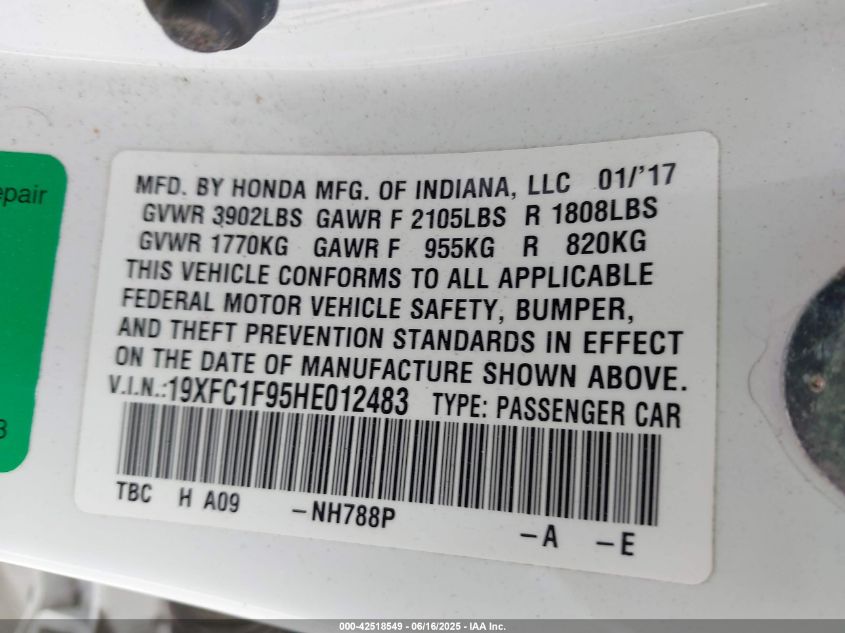 epair
3
MFD. BY HONDA MFG. OF INDIANA, LLC 01/'17
GVWR 3902LBS GAWR F 2105LBS R 1808LBS
GVWR 1770KG GAWR F 955KG R 820KG
THIS VEHICLE CONFORMS TO ALL APPLICABLE
FEDERAL MOTOR VEHICLE SAFETY, BUMPER,
AND THEFT PREVENTION STANDARDS IN EFFECT
ON THE DATE OF MANUFACTURE SHOWN ABOVE.
V.I.N.:19XFC1F95HE012483 TYPE: PASSENGER CAR
TBC H A09 -NH788P -A -E
000-42518549 - 06/16/2025 - IAA Inc.